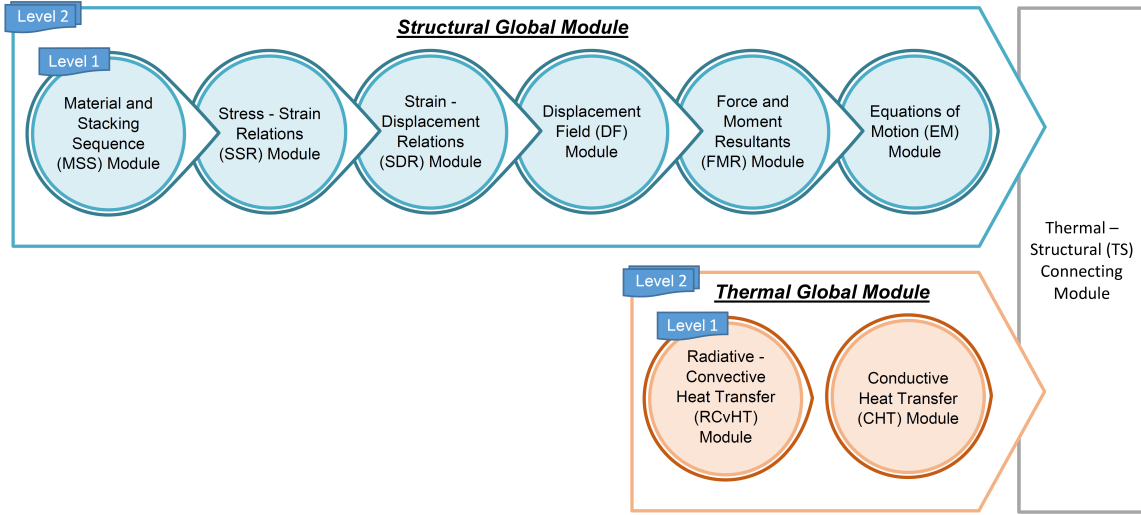 Level 2
Structural Global Module
Level 1
Material and
Stacking
Sequence
(MSS) Module
Stress - Strain
Relations
(SSR) Module
Strain -
Displacement
Relations
(SDR) Module
Displacement
Field (DF)
Module
Force and
Moment
Resultants
(FMR) Module
Equations of
Motion (EM)
Module
Thermal –
Structural (TS)
Connecting
Module
Level 2
Thermal Global Module
Level 1
Radiative -
Convective
Heat Transfer
(RCvHT)
Module
Conductive
Heat Transfer
(CHT) Module